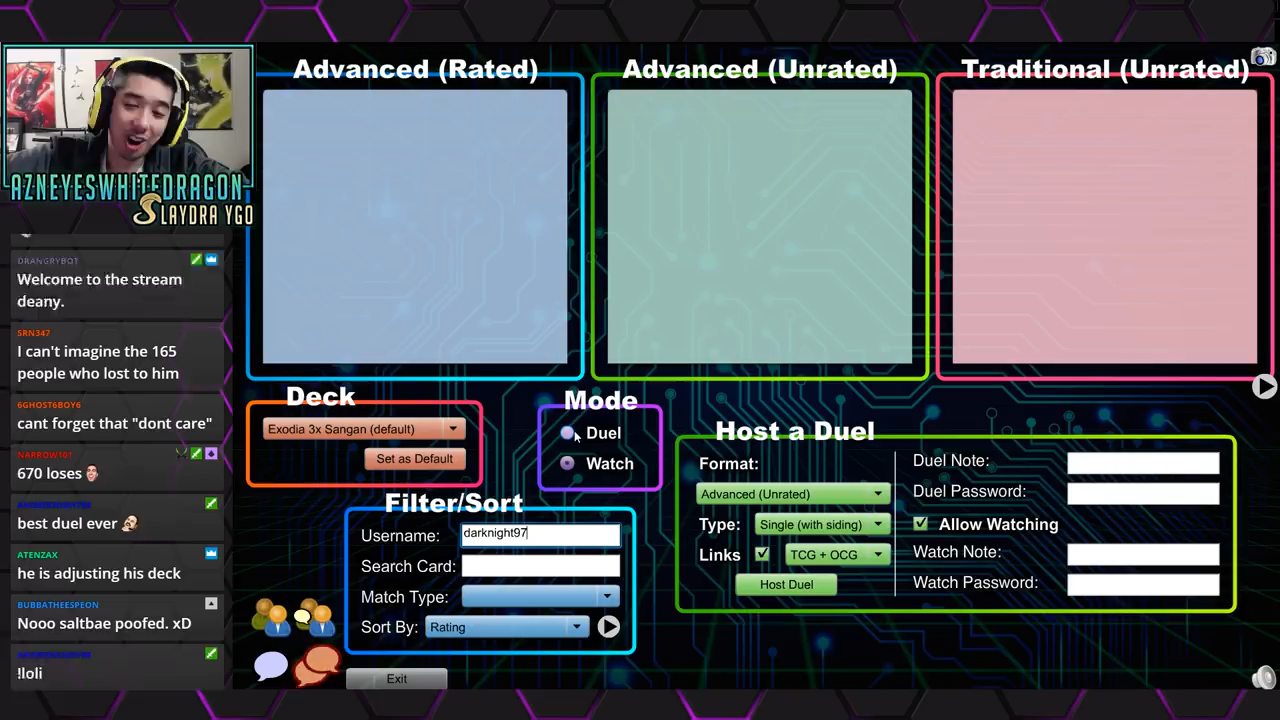 Advanced (Rated)
Advanced (Unrated)
Traditional (Unrated)
AZNEYESWHITEDRAGON
SLAYDRA YGO
DRANGRYBQT
Welcome to the stream
deany.
SRN347
I can't imagine the 165
people who lost to him
6GHOST6BOY6
cant forget that "dont care"
NARROW101
670 loses
best duel ever
ATENZAX
he is adjusting his deck
BUBBATHEESPEON
Nooo saltbae poofed. xD
!loli
Deck
Exodia 3x Sangan (default)
Set as Default
Mode
Duel
Watch
Filter/Sort
Username: darknight97
Search Card:
Match Type:
Sort By: Rating
Exit
Host a Duel
Format:
Advanced (Unrated)
Type: Single (with siding)
Links TCG + OCG
Host Duel
Duel Note:
Duel Password:
Allow Watching
Watch Note:
Watch Password: